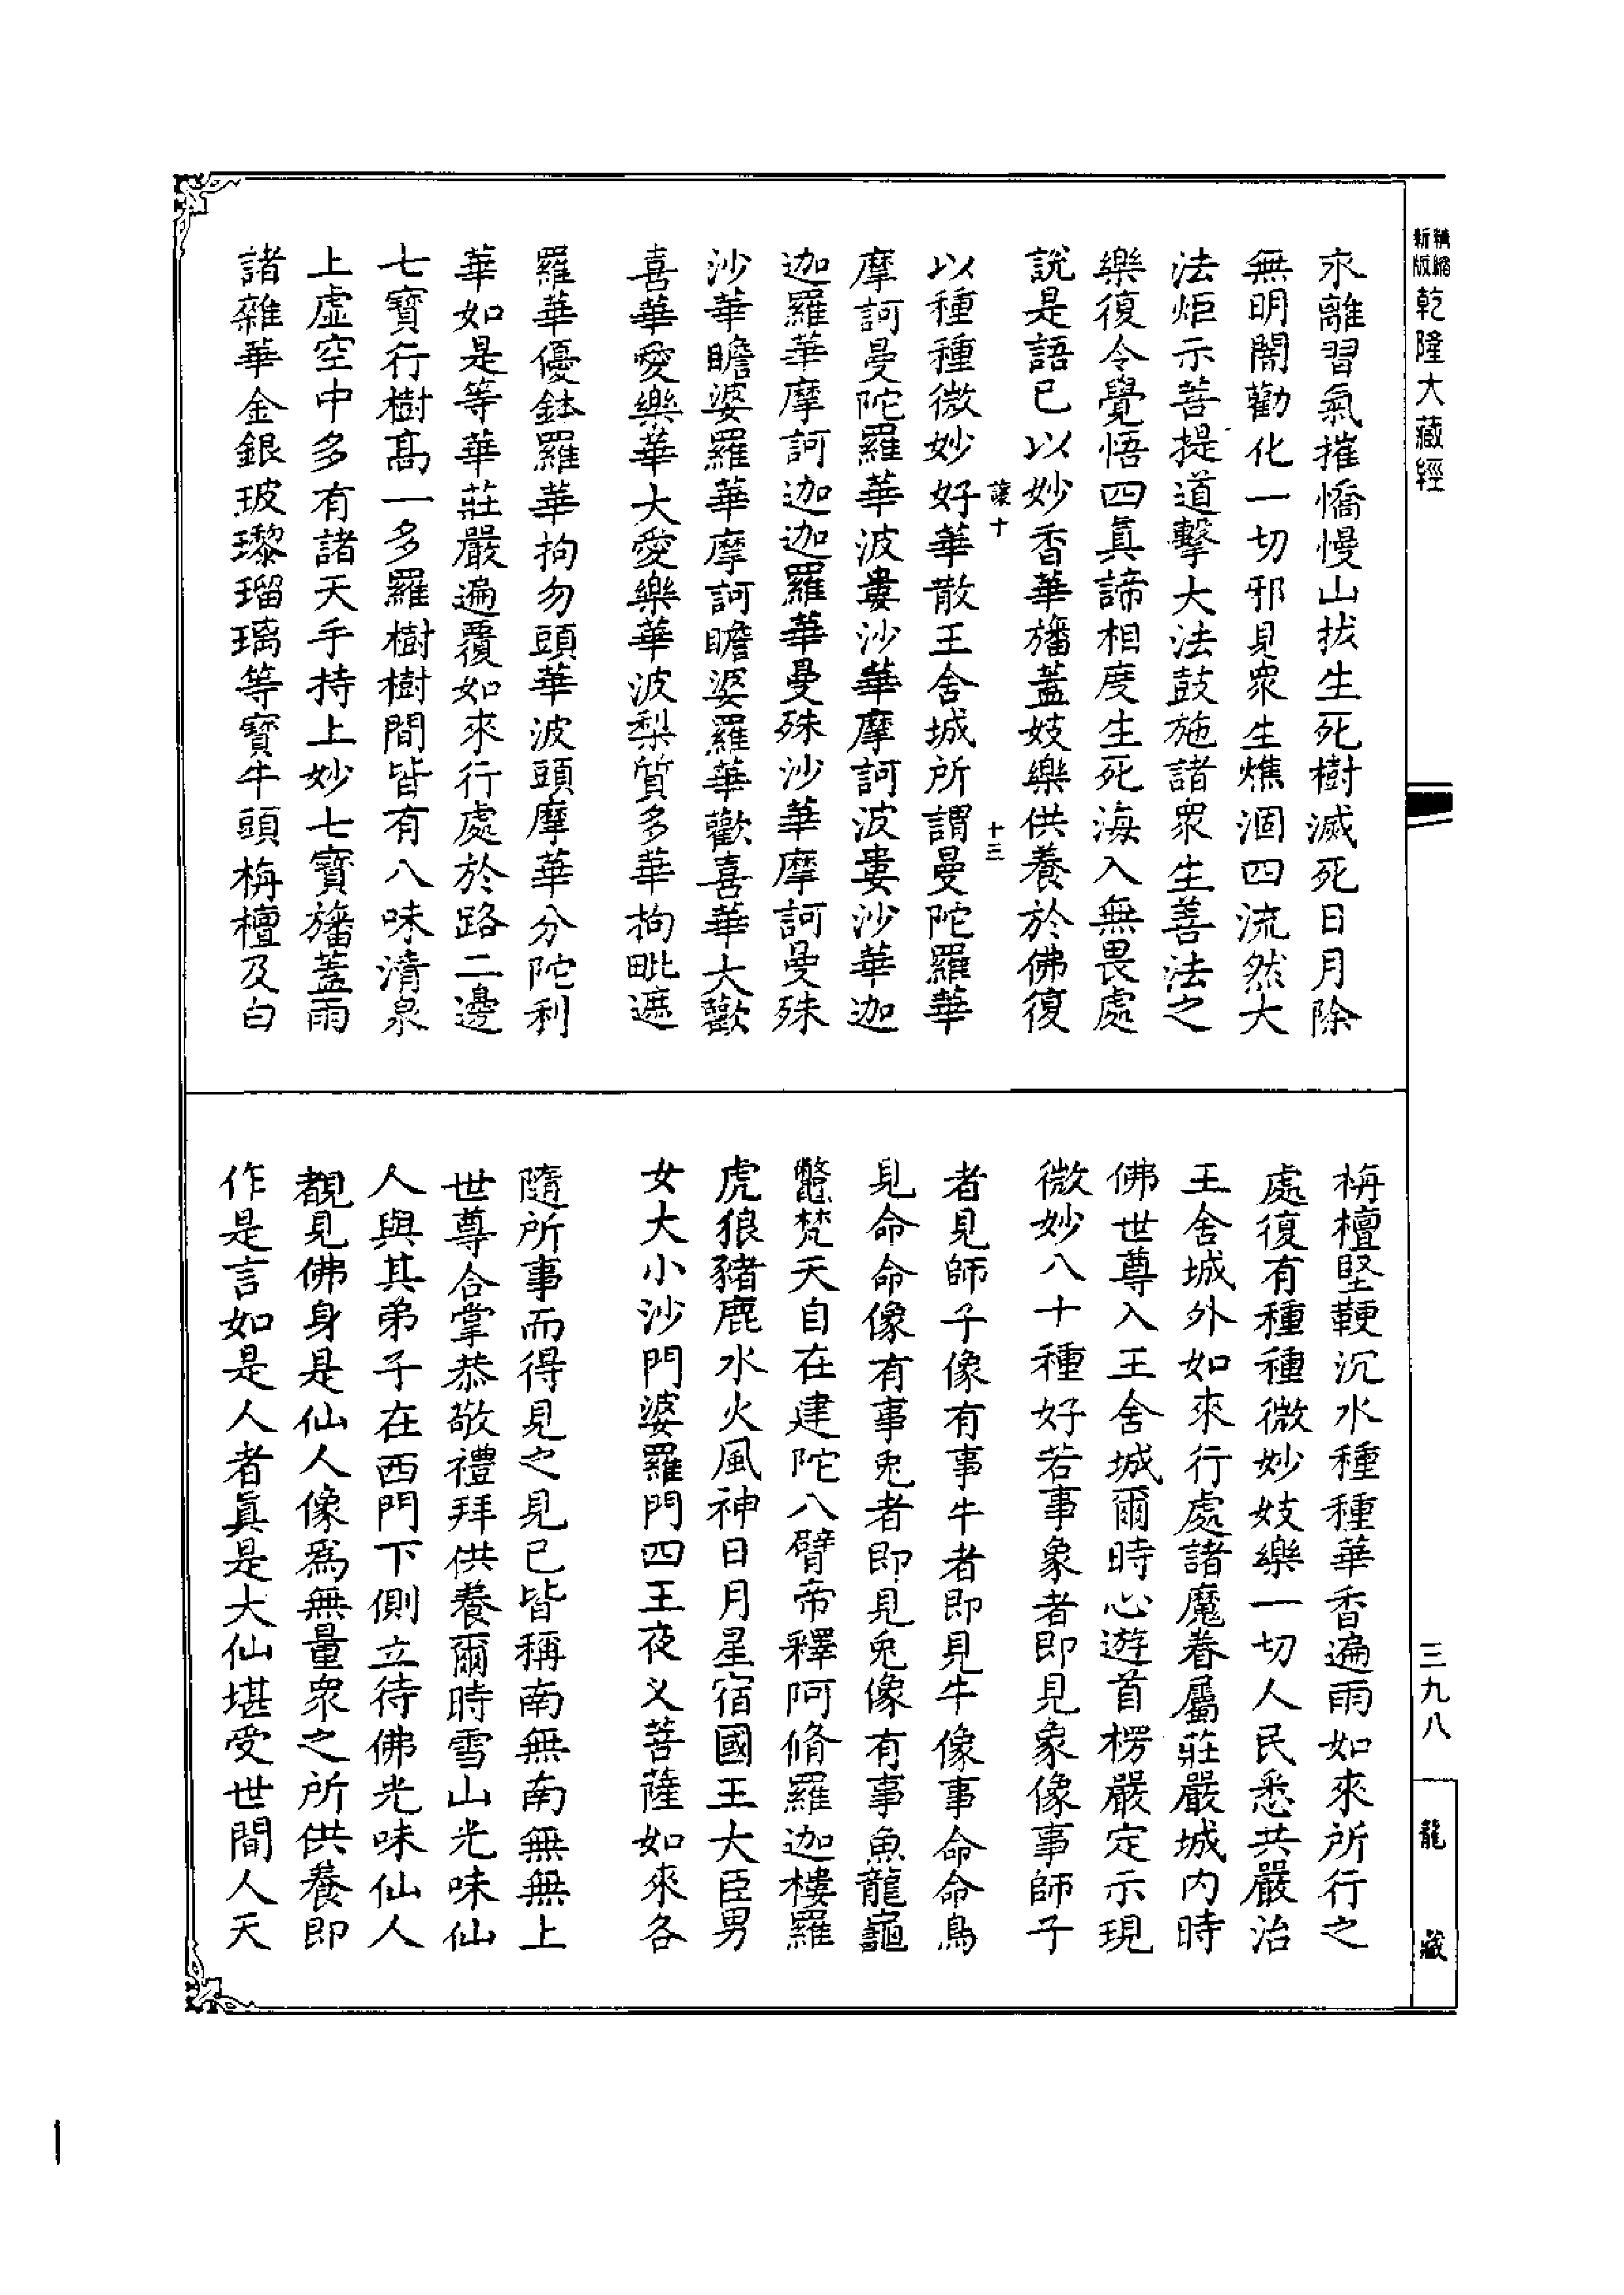 精縮
新版
乾隆大藏經
永離習氣摧憍慢山拔生死樹滅死日月除
無明闇勸化一切邪見衆生燋涸四流然大
法炬示菩提道擊大法鼓施諸衆生善法之
樂復令覺悟四眞諦相度生死海入無畏處
說是語已以妙香華旛蓋妓樂供養於佛復
十
十三
以種種微妙好華散王舍城所謂曼陀羅華
摩訶曼陀羅華波婁沙華摩訶波婁沙華迦
迦羅華摩訶迦迦羅華曼殊沙華摩訶曼殊
沙華瞻婆羅華摩訶瞻婆羅華歡喜華大歡
喜華愛樂華大愛樂華波梨質多華拘毗遮
羅華優鉢羅華拘勿頭華波頭摩華分陀利
華如是等華莊嚴遍覆如來行處於路二邊
七寶行樹高一多羅樹樹間皆有八味清泉
上虛空中多有諸天手持上妙七寶旛蓋雨
諸雜華金銀玻瓈瑠璃等寶牛頭栴檀及白
栴檀堅鞕沉水種種華香遍雨如來所行之
處復有種種微妙妓樂一切人民悉共嚴治
王舍城外如來行處諸魔眷屬莊嚴城内時
佛世尊入王舍城爾時心遊首楞嚴定示現
微妙八十種好若事象者即見象像事師子
者見師子像有事牛者即見牛像事命命鳥
見命命像有事兎者即見兎像有事魚龍龜
鼈梵天自在建陀八臂帝釋阿脩羅迦樓羅
虎狼豬鹿水火風神日月星宿國王大臣男
女大小沙門婆羅門四王夜叉菩薩如來各
隨所事而得見之見已皆稱南無南無無上
世尊合掌恭敬禮拜供養爾時雪山光味仙
人與其弟子在西門下側立待佛光味仙人
覩見佛身是仙人像爲無量衆之所供養即
作是言如是人者眞是大仙堪受世間人天
三九八
龍藏